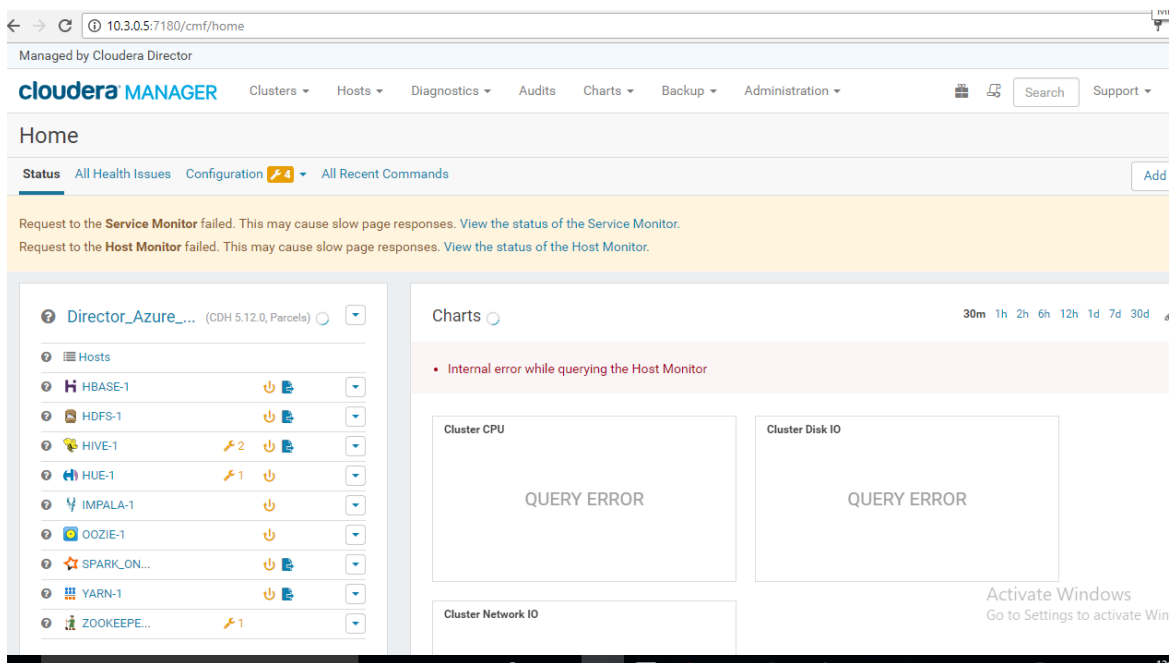 10.3.0.5:7180/cmf/home
Managed by Cloudera Director
cloudera MANAGER Clusters Hosts Diagnostics Audits Charts Backup Administration Search Support
Home
Status All Health Issues Configuration 4 All Recent Commands Add
Request to the Service Monitor failed. This may cause slow page responses. View the status of the Service Monitor.
Request to the Host Monitor failed. This may cause slow page responses. View the status of the Host Monitor.
Director_Azure_... (CDH 5.12.0, Parcels)
Charts
30m 1h 2h 6h 12h 1d 7d 30d
Hosts
HBASE-1
HDFS-1
HIVE-1 2
HUE-1 1
IMPALA-1
OOZIE-1
SPARK_ON...
YARN-1
ZOOKEEPE... 1
Internal error while querying the Host Monitor
Cluster CPU
QUERY ERROR
Cluster Disk IO
QUERY ERROR
Cluster Network IO
Activate Windows
Go to Settings to activate Win